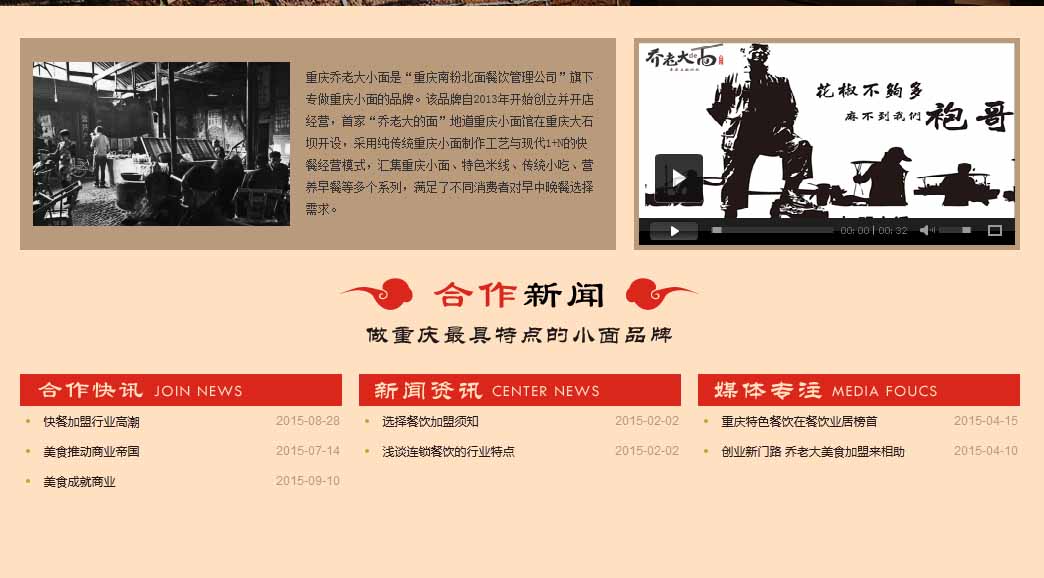 重庆乔老大小面是“重庆南粉北面餐饮管理公司”旗下
专做重庆小面的品牌。该品牌自2013年开始创立并开店
经营，首家“乔老大的面”地道重庆小面馆在重庆大石
坝开设，采用纯传统重庆小面制作工艺与现代1+N的快
餐经营模式，汇集重庆小面、特色米线、传统小吃、营
养早餐等多个系列，满足了不同消费者对早中晚餐选择
需求。
乔老大de面
花椒不够多
麻不到我们袍哥
00:00 | 00:32
合作新闻
做重庆最具特点的小面品牌
合作快讯 JOIN NEWS
快餐加盟行业高潮 2015-08-28
美食推动商业帝国 2015-07-14
美食成就商业 2015-09-10
新闻资讯 CENTER NEWS
选择餐饮加盟须知 2015-02-02
浅谈连锁餐饮的行业特点 2015-02-02
媒体专注 MEDIA FOUCS
重庆特色餐饮在餐饮业居榜首 2015-04-15
创业新门路 乔老大美食加盟来相助 2015-04-10